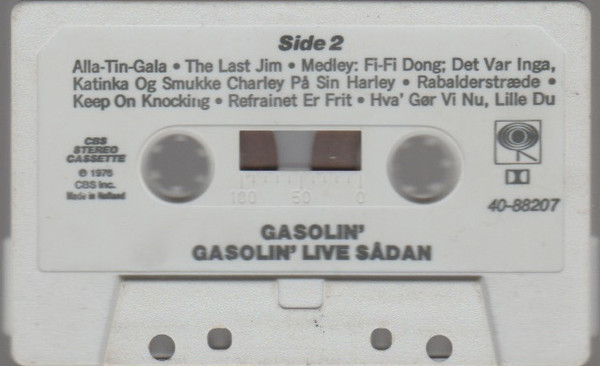 Side 2
Alla-Tin-Gala • The Last Jim • Medley: Fi-Fi Dong; Det Var Inga,
Katinka Og Smukke Charley På Sin Harley • Rabalderstræde •
Keep On Knocking • Refrainet Er Frit • Hva' Gør Vi Nu, Lille Du
CBS
STEREO
CASSETTE
℗ 1976
CBS Inc.
Made in Holland
100 50 0
40-88207
GASOLIN'
GASOLIN' LIVE SÅDAN